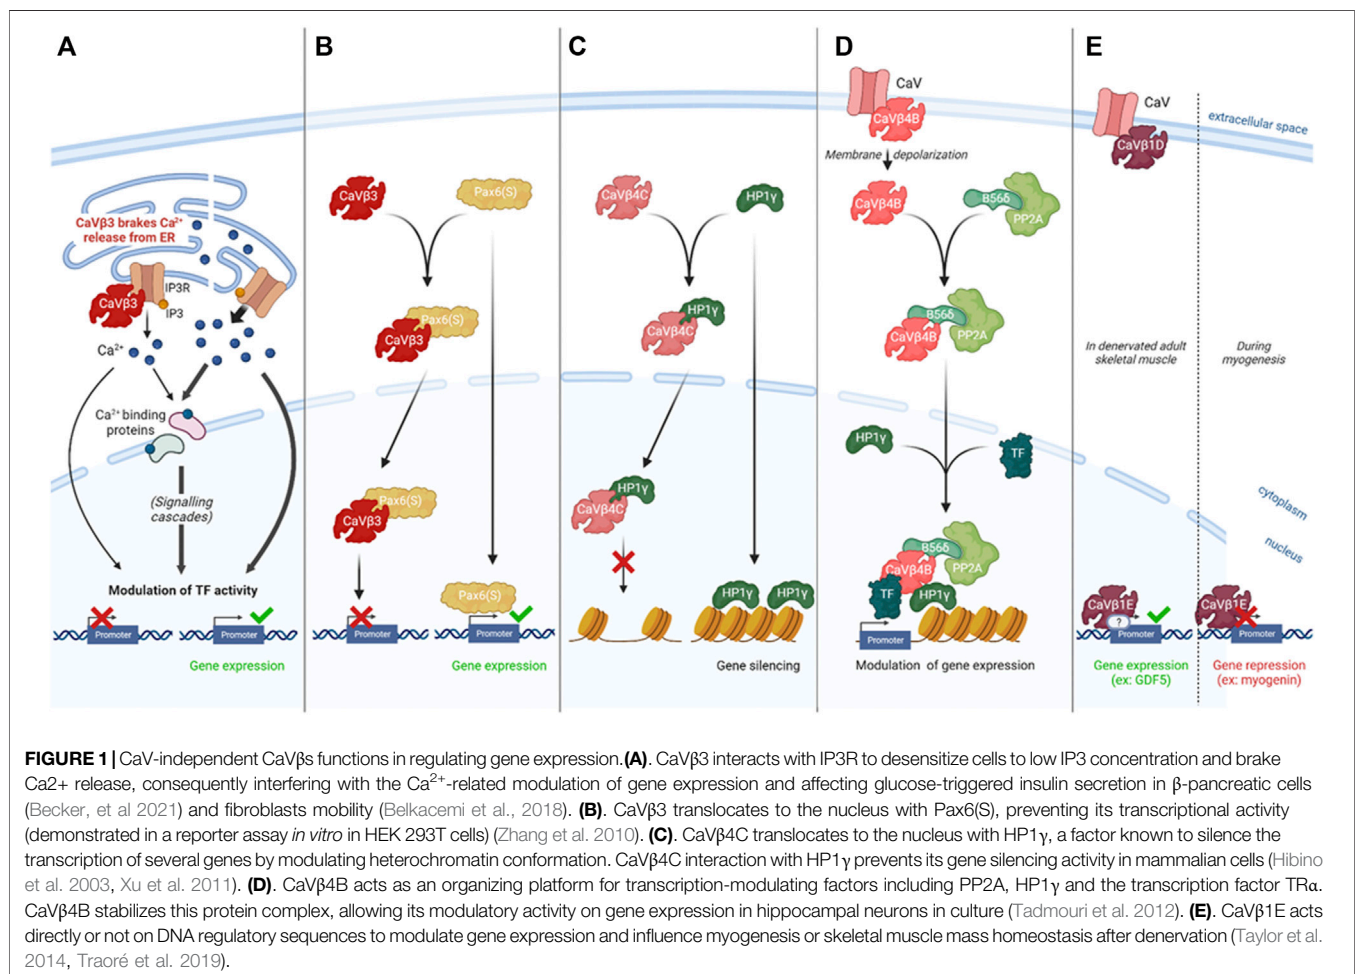 A
CaVβ3 brakes Ca²⁺
release from ER
IP3R
CaVβ3
IP3
Ca²⁺
Ca²⁺ binding
proteins
(Signalling
cascades)
Modulation of TF activity
Promoter
Promoter
Gene expression
B
CaVβ3
Pax6(S)
Pax6(S)
CaVβ3
Pax6(S)
CaVβ3
Pax6(S)
Promoter
Promoter
Gene expression
C
CaVβ4C
HP1γ
HP1γ
CaVβ4C
HP1γ
CaVβ4C
HP1γ
HP1γ
Gene silencing
D
CaV
CaVβ4B
Membrane depolarization
CaVβ4B
B56δ
PP2A
B56δ
CaVβ4B
PP2A
HP1γ
TF
B56δ
CaVβ4B
PP2A
TF
HP1γ
Promoter
Modulation of gene expression
E
CaV
CaVβ1D
extracellular space
In denervated adult
skeletal muscle
During
myogenesis
cytoplasm
nucleus
CaVβ1E
?
Promoter
Gene expression
(ex: GDF5)
CaVβ1E
Promoter
Gene repression
(ex: myogenin)
FIGURE 1 | CaV-independent CaVβs functions in regulating gene expression.(A). CaVβ3 interacts with IP3R to desensitize cells to low IP3 concentration and brake
Ca2+ release, consequently interfering with the Ca²⁺-related modulation of gene expression and affecting glucose-triggered insulin secretion in β-pancreatic cells
(Becker, et al 2021) and fibroblasts mobility (Belkacemi et al., 2018). (B). CaVβ3 translocates to the nucleus with Pax6(S), preventing its transcriptional activity
(demonstrated in a reporter assay in vitro in HEK 293T cells) (Zhang et al. 2010). (C). CaVβ4C translocates to the nucleus with HP1γ, a factor known to silence the
transcription of several genes by modulating heterochromatin conformation. CaVβ4C interaction with HP1γ prevents its gene silencing activity in mammalian cells (Hibino
et al. 2003, Xu et al. 2011). (D). CaVβ4B acts as an organizing platform for transcription-modulating factors including PP2A, HP1γ and the transcription factor TRα.
CaVβ4B stabilizes this protein complex, allowing its modulatory activity on gene expression in hippocampal neurons in culture (Tadmouri et al. 2012). (E). CaVβ1E acts
directly or not on DNA regulatory sequences to modulate gene expression and influence myogenesis or skeletal muscle mass homeostasis after denervation (Taylor et al.
2014, Traoré et al. 2019).